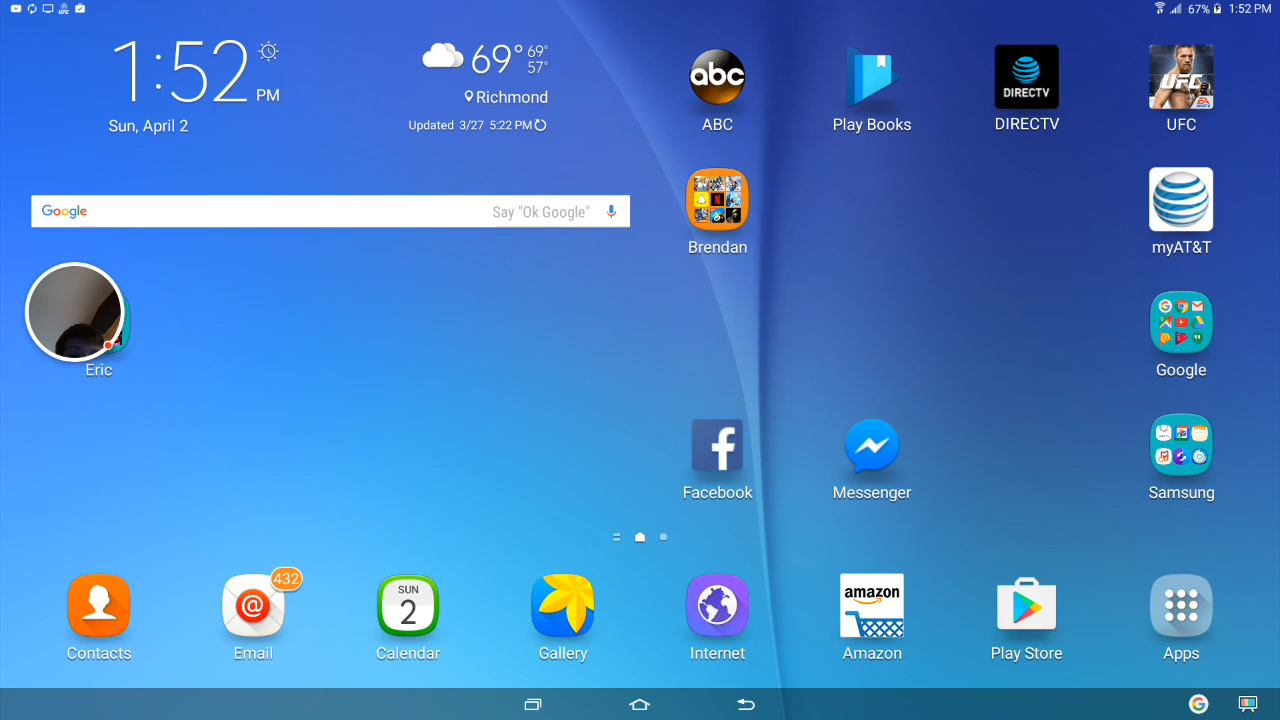 67% 1:52 PM
1:52 PM
Sun, April 2
69° 69° 57°
Richmond
Updated 3/27 5:22 PM
abc
ABC
Play Books
DIRECTV
DIRECTV
UFC
UFC
Google Say "Ok Google"
Brendan
myAT&T
Eric
Google
Facebook
Messenger
Samsung
432
SUN
2
amazon
Contacts
Email
Calendar
Gallery
Internet
Amazon
Play Store
Apps